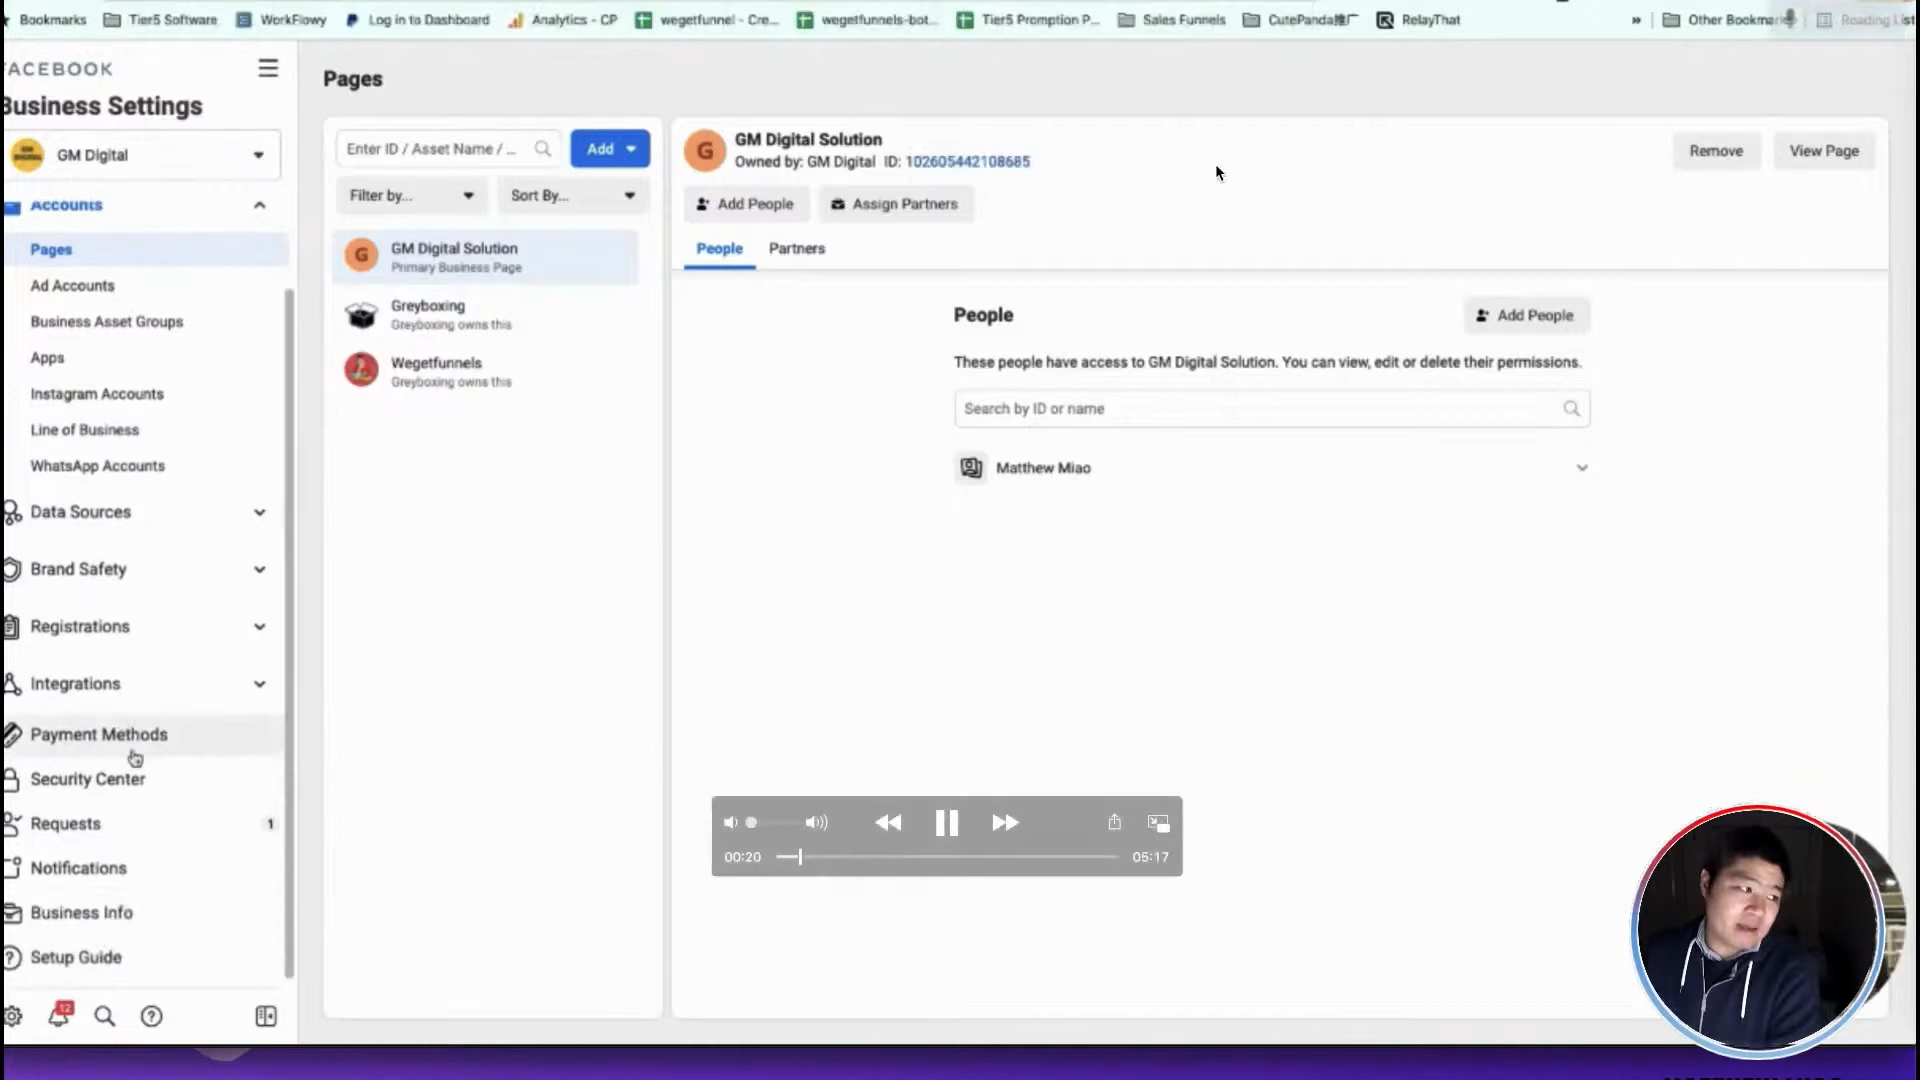 Bookmarks Tier5 Software WorkFlowy Log in to Dashboard Analytics - CP wegetfunnel - Cre... wegetfunnels-bot... Tier5 Promption P... Sales Funnels CutePanda推广 RelayThat » Other Bookmarks Reading List
FACEBOOK
Business Settings
GM Digital
Accounts
Pages
Ad Accounts
Business Asset Groups
Apps
Instagram Accounts
Line of Business
WhatsApp Accounts
Data Sources
Brand Safety
Registrations
Integrations
Payment Methods
Security Center
Requests 1
Notifications
Business Info
Setup Guide
12
Pages
Enter ID / Asset Name / ... Add
Filter by... Sort By...
G GM Digital Solution
Primary Business Page
Greyboxing
Greyboxing owns this
Wegetfunnels
Greyboxing owns this
G GM Digital Solution
Owned by: GM Digital ID: 102605442108685
Remove View Page
Add People Assign Partners
People Partners
People Add People
These people have access to GM Digital Solution. You can view, edit or delete their permissions.
Search by ID or name
Matthew Miao
00:20 05:17